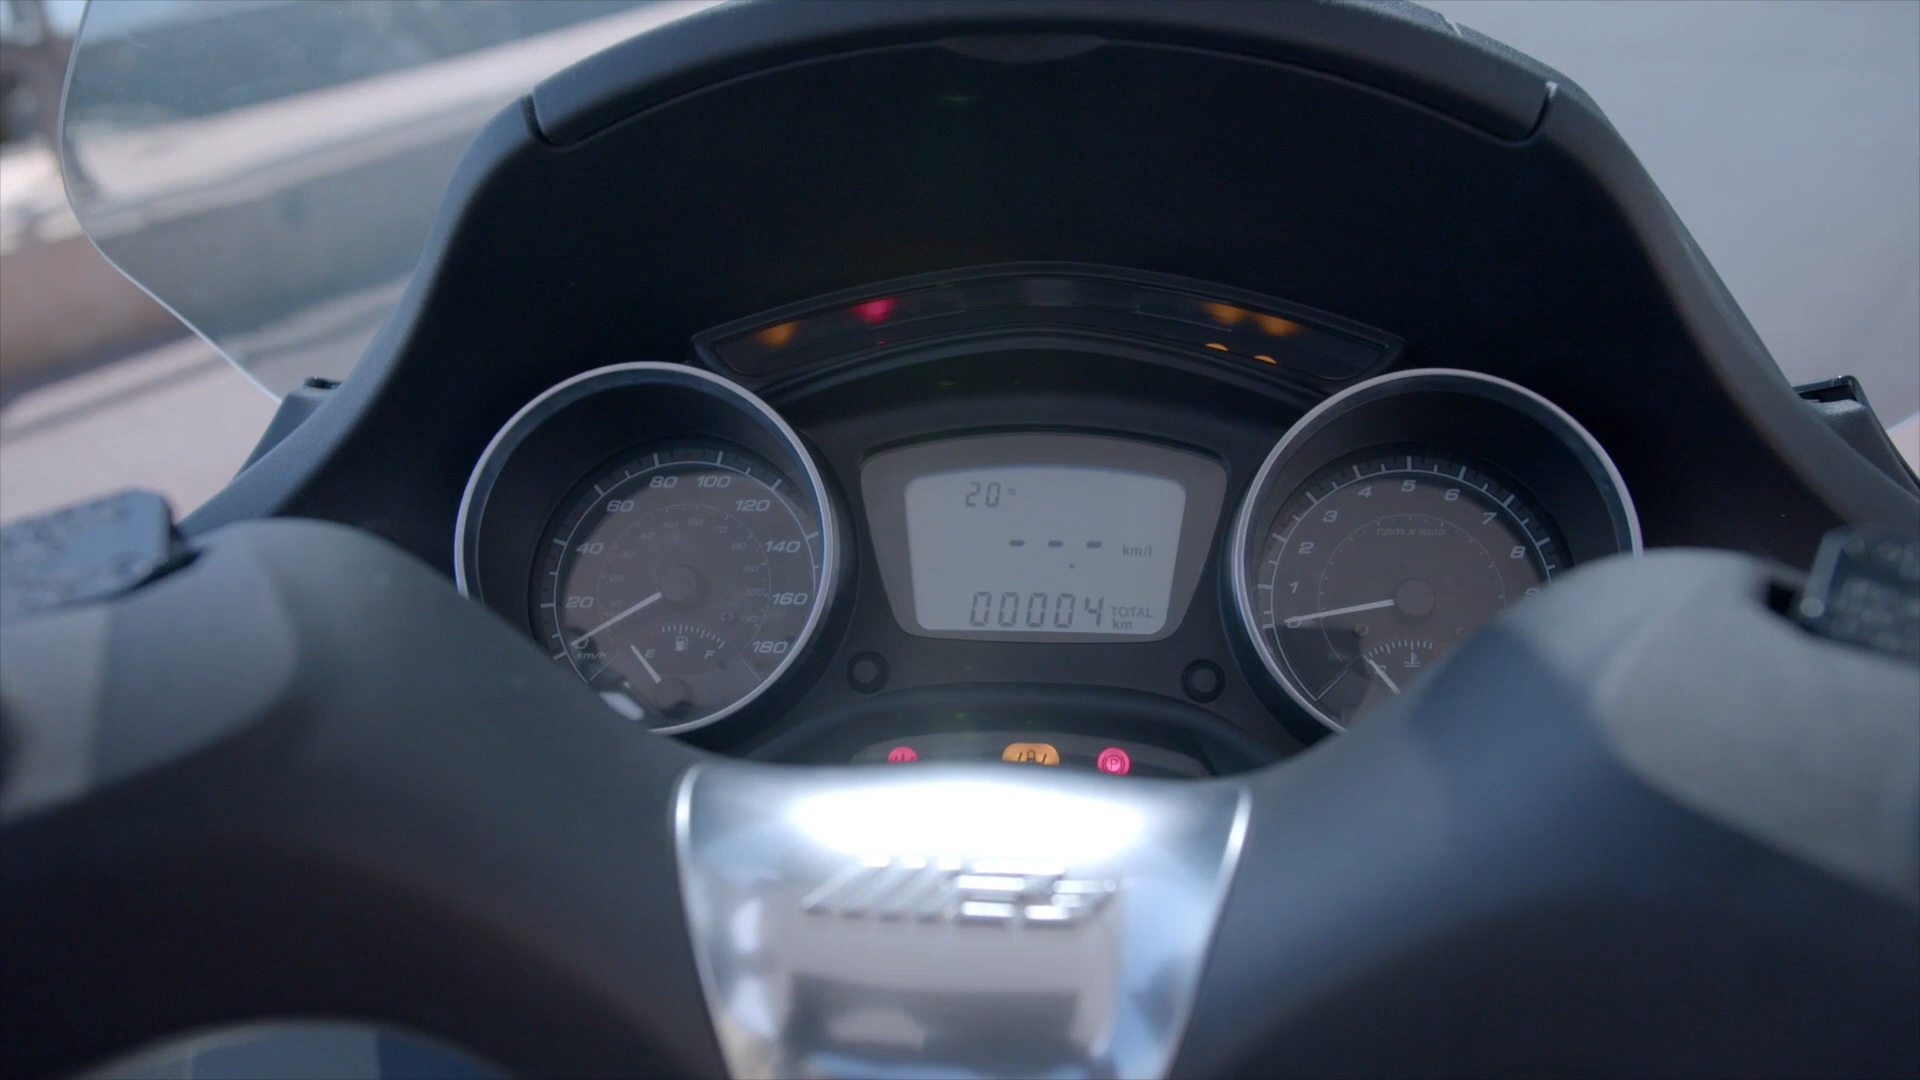 20 °C
- - -
km/l
00004 TOTAL km
0 20 40 60 80 100 120 140 160 180
km/h
E F
0 1 2 3 4 5 6 7 8
rpm x1000
P